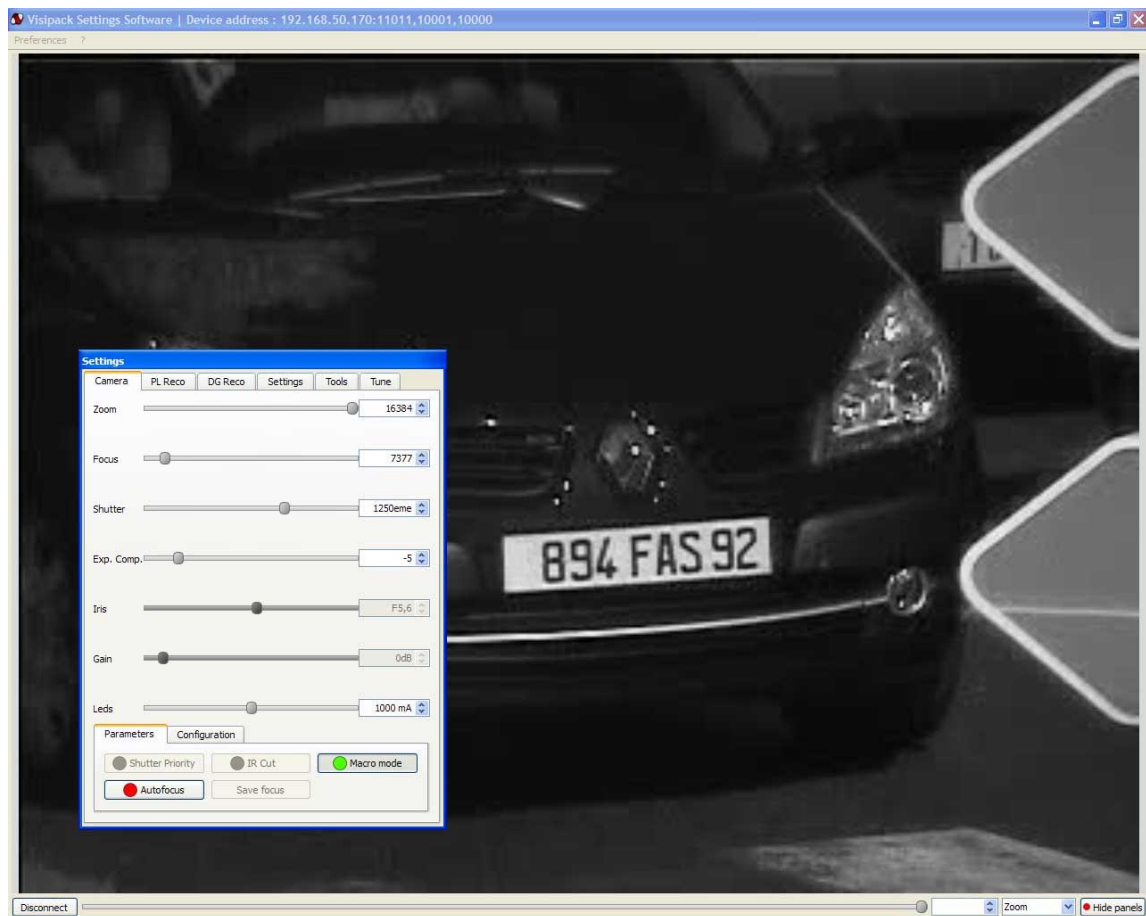 Visipack Settings Software | Device address : 192.168.50.170:11011,10001,10000
Preferences ?
Settings
Camera PL Reco DG Reco Settings Tools Tune
Zoom 16384
Focus 7377
Shutter 1250eme
Exp. Comp. -5
Iris F5,6
Gain 0dB
Leds 1000 mA
Parameters Configuration
Shutter Priority IR Cut Macro mode
Autofocus Save focus
894 FAS 92
Disconnect Zoom Hide panels